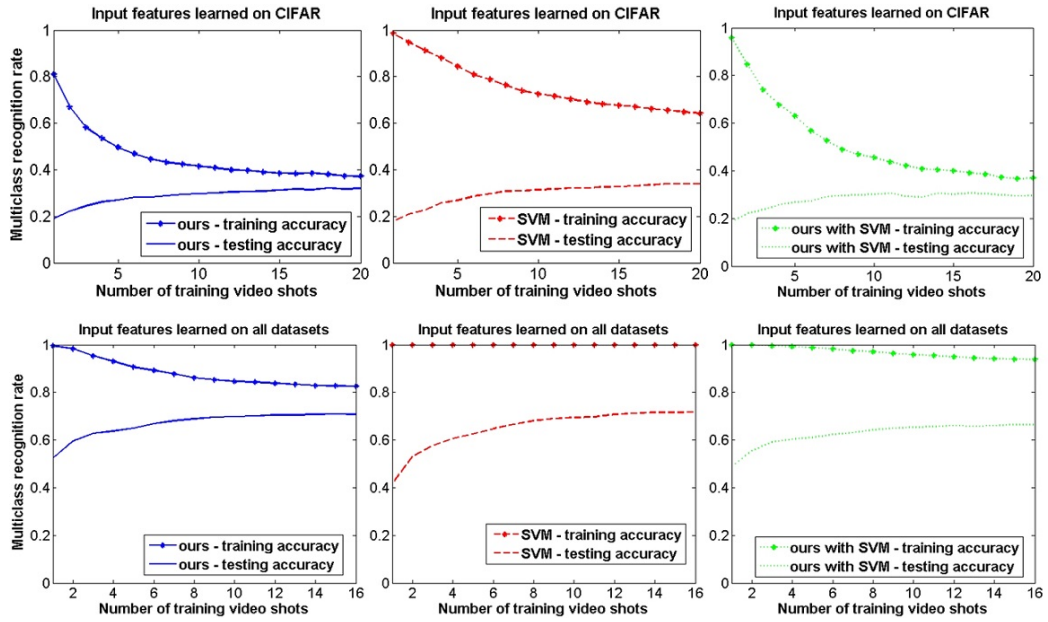 Input features learned on CIFAR
Multiclass recognition rate
1
0.8
0.6
0.4
0.2
0
5
10
15
20
ours - training accuracy
ours - testing accuracy
Number of training video shots
Input features learned on CIFAR
1
0.8
0.6
0.4
0.2
0
5
10
15
20
SVM - training accuracy
SVM - testing accuracy
Number of training video shots
Input features learned on CIFAR
1
0.8
0.6
0.4
0.2
0
5
10
15
20
ours with SVM - training accuracy
ours with SVM - testing accuracy
Number of training video shots
Input features learned on all datasets
Multiclass recognition rate
1
0.8
0.6
0.4
0.2
0
2
4
6
8
10
12
14
16
ours - training accuracy
ours - testing accuracy
Number of training video shots
Input features learned on all datasets
1
0.8
0.6
0.4
0.2
0
2
4
6
8
10
12
14
16
SVM - training accuracy
SVM - testing accuracy
Number of training video shots
Input features learned on all datasets
1
0.8
0.6
0.4
0.2
0
2
4
6
8
10
12
14
16
ours with SVM - training accuracy
ours with SVM - testing accuracy
Number of training video shots